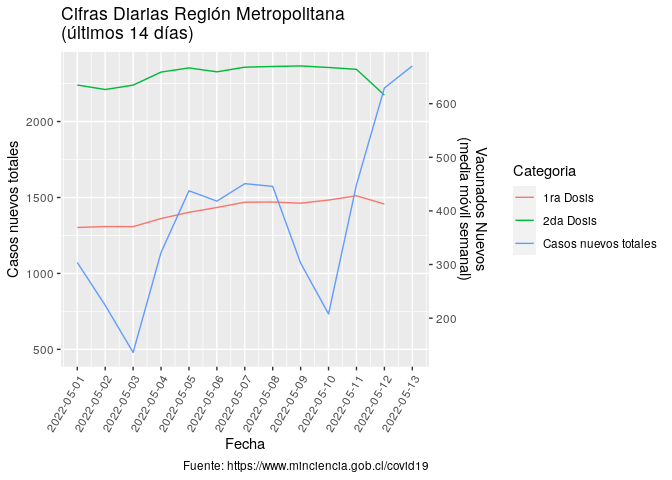 Cifras Diarias Región Metropolitana
(últimos 14 días)
Casos nuevos totales
2000
1500
1000
500
600
500
400
300
200
Vacunados Nuevos
(media móvil semanal)
2022-05-01
2022-05-02
2022-05-03
2022-05-04
2022-05-05
2022-05-06
2022-05-07
2022-05-08
2022-05-09
2022-05-10
2022-05-11
2022-05-12
2022-05-13
Fecha
Categoria
1ra Dosis
2da Dosis
Casos nuevos totales
Fuente: https://www.minciencia.gob.cl/covid19